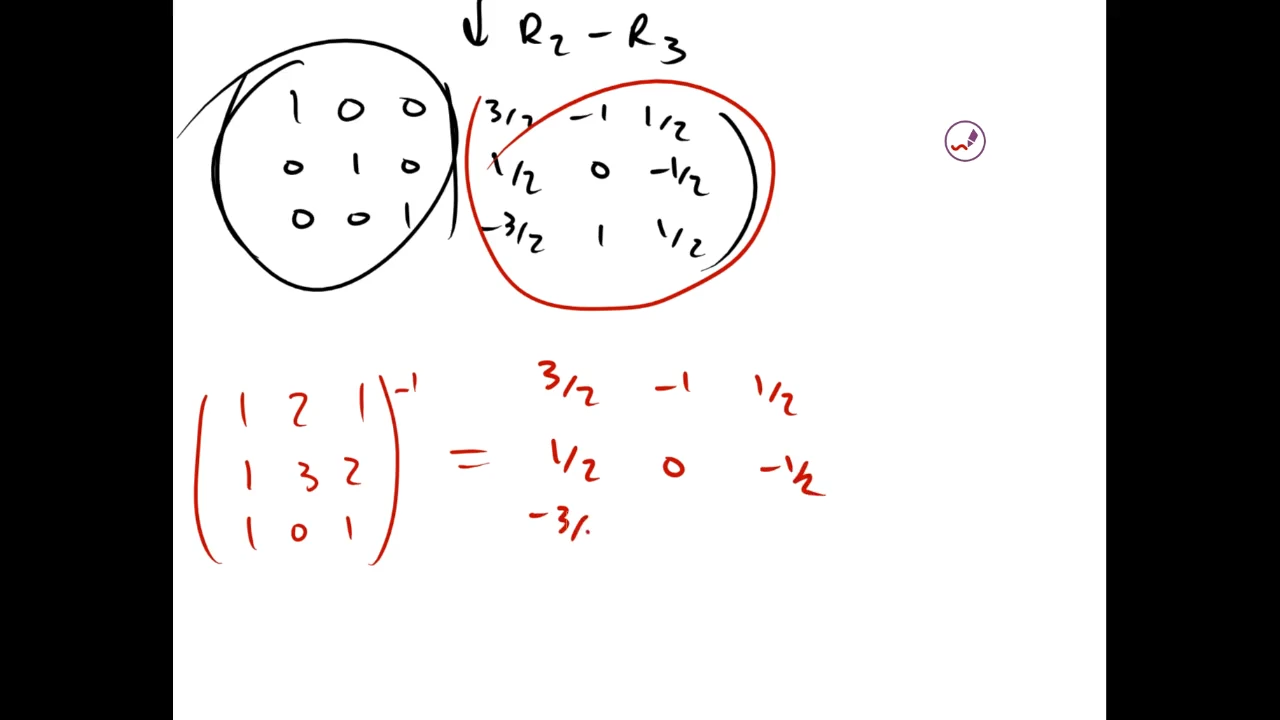 ↓ R2 - R3
1 0 0 3/2 -1 1/2
0 1 0 1/2 0 -1/2
0 0 1 -3/2 1 1/2
( 1 2 1 )-1 3/2 -1 1/2
1 3 2 = 1/2 0 -1/2
1 0 1 -3/